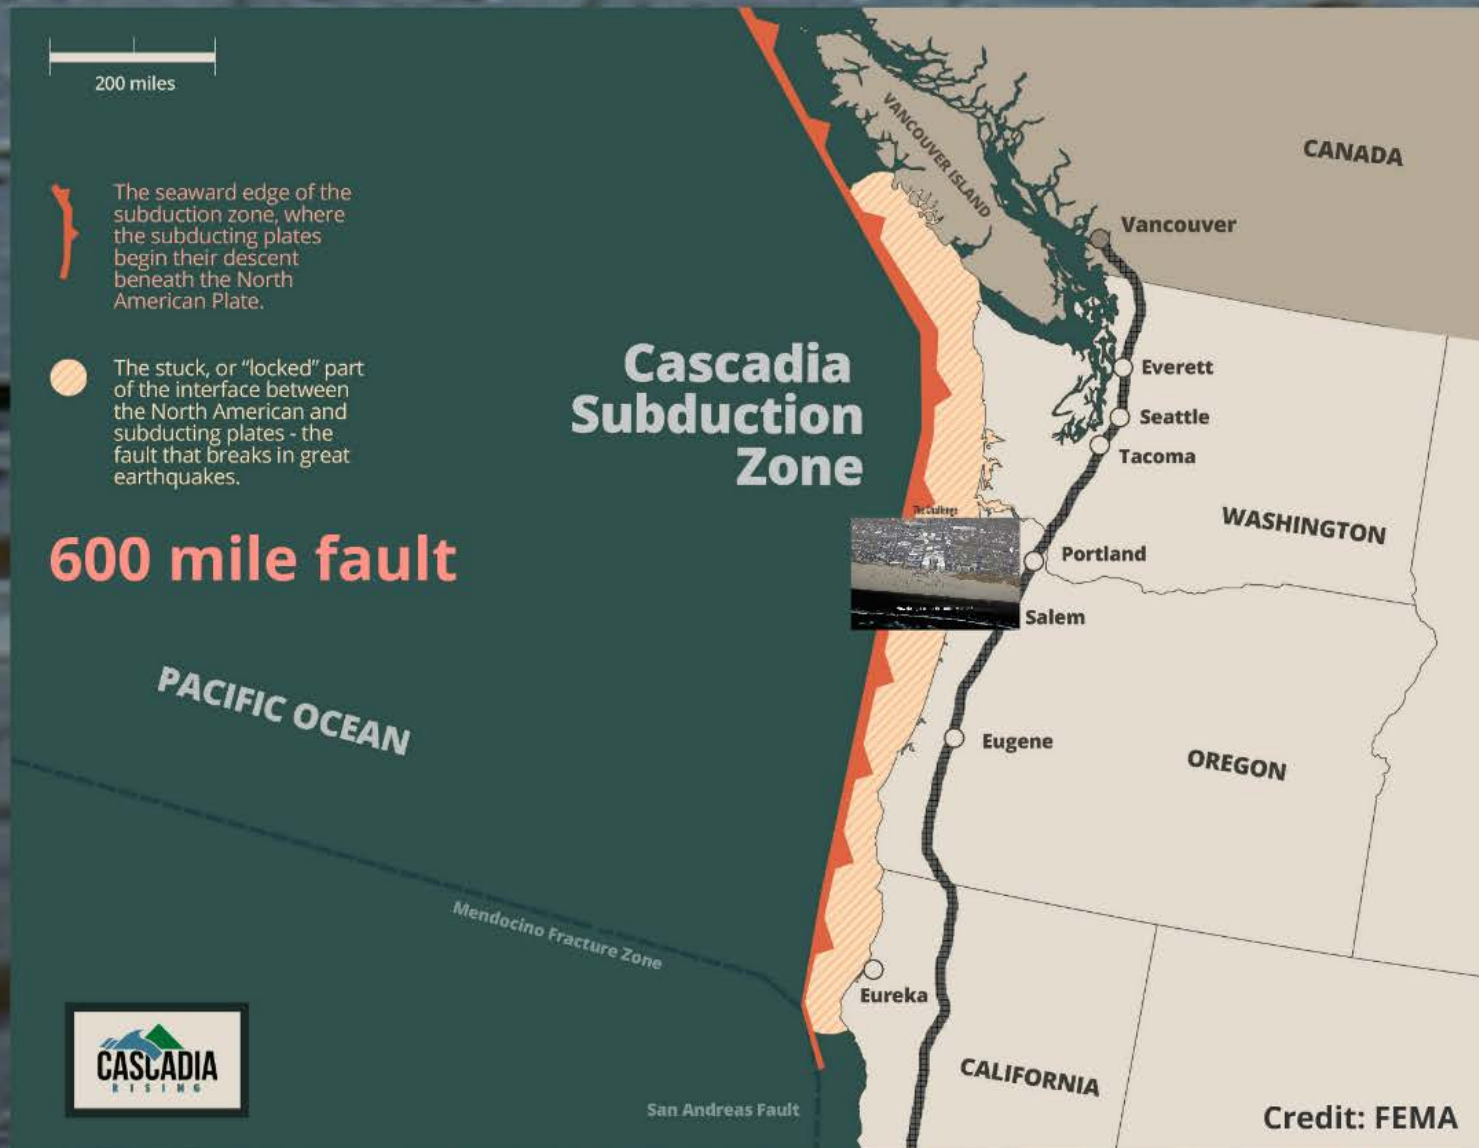 200 miles
The seaward edge of the
subduction zone, where
the subducting plates
begin their descent
beneath the North
American Plate.
The stuck, or “locked” part
of the interface between
the North American and
subducting plates - the
fault that breaks in great
earthquakes.
600 mile fault
Cascadia
Subduction
Zone
PACIFIC OCEAN
Mendocino Fracture Zone
San Andreas Fault
CASCADIA
RISING
VANCOUVER ISLAND
CANADA
Vancouver
Everett
Seattle
Tacoma
WASHINGTON
The Challenge
Portland
Salem
Eugene
OREGON
Eureka
CALIFORNIA
Credit: FEMA